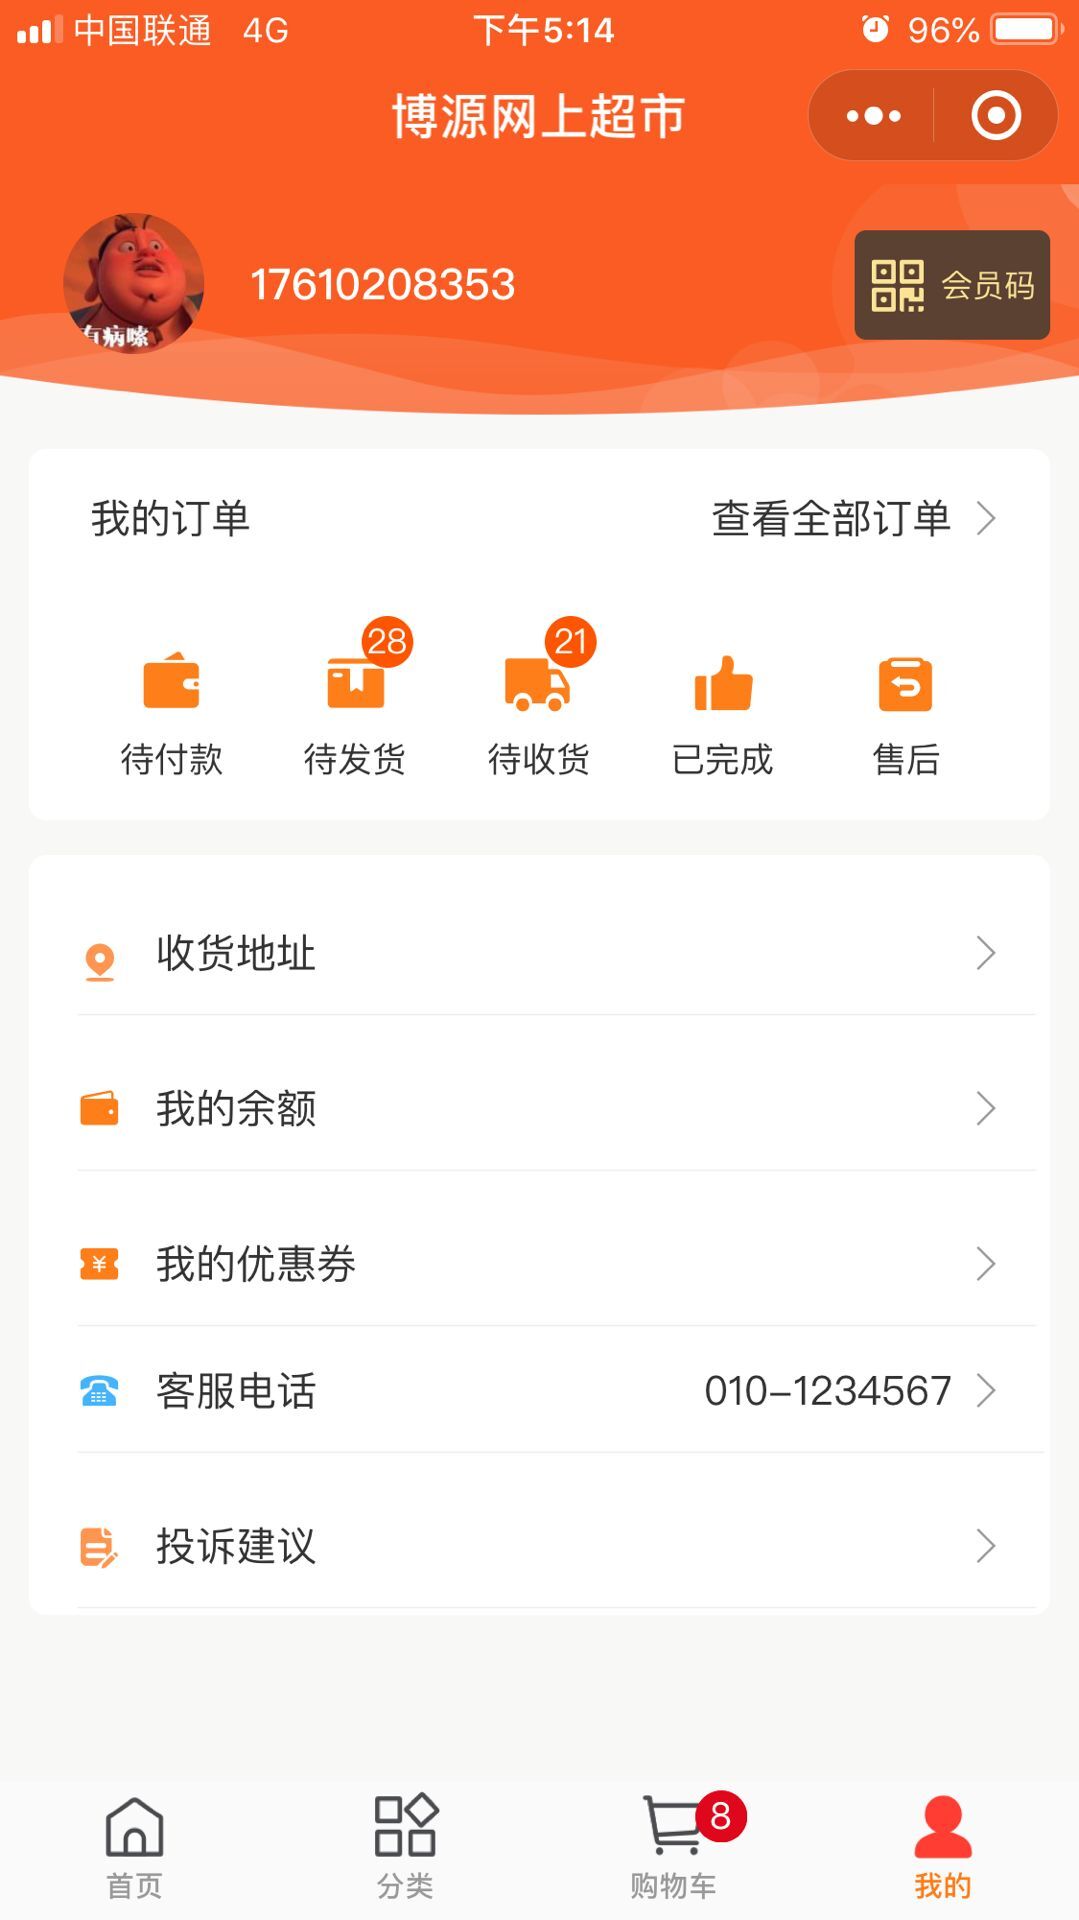 中国联通 4G 下午5:14 96%
博源网上超市
17610208353 会员码
有病嗦
我的订单 查看全部订单
28 21
待付款 待发货 待收货 已完成 售后
收货地址
我的余额
我的优惠券
客服电话 010-1234567
投诉建议
8
首页 分类 购物车 我的